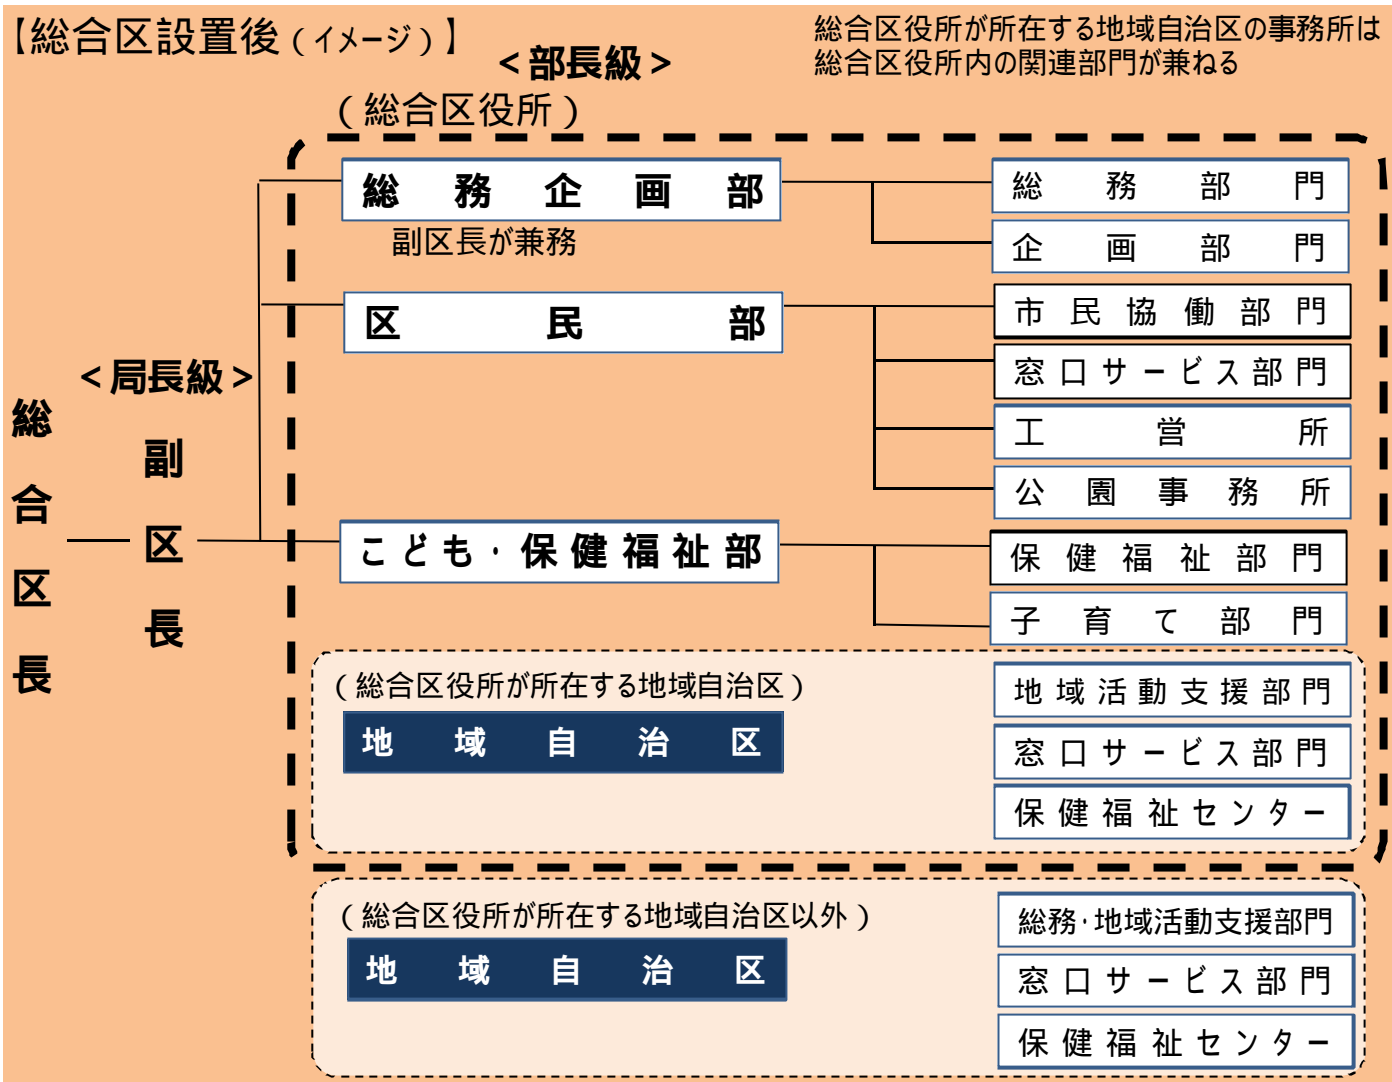 【総合区設置後（イメージ）】
総合区役所が所在する地域自治区の事務所は
総合区役所内の関連部門が兼ねる
＜部長級＞
（総合区役所）
総務企画部
副区長が兼務
総務部門
企画部門
区民部
市民協働部門
窓口サービス部門
工営所
公園事務所
＜局長級＞
総合区長
副区長
こども・保健福祉部
保健福祉部門
子育て部門
（総合区役所が所在する地域自治区）
地域自治区
地域活動支援部門
窓口サービス部門
保健福祉センター
（総合区役所が所在する地域自治区以外）
地域自治区
総務・地域活動支援部門
窓口サービス部門
保健福祉センター